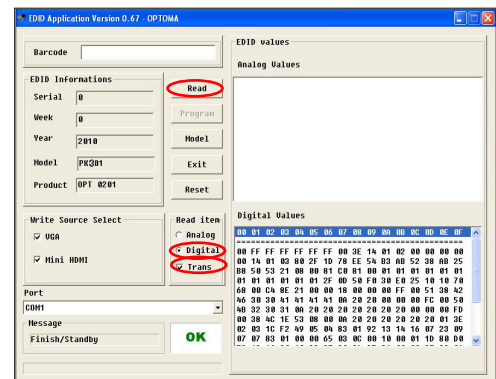 EDID Application Version 0.67 - OPTOMA
Barcode
EDID Informations
Serial 0
Week 0
Year 2010
Model PK301
Product OPT 0201
Read
Program
Model
Exit
Reset
Write Source Select
VGA
Mini HDMI
Read item
Analog
Digital
Trans
Port
COM1
Message
Finish/Standby
OK
EDID values
Analog Values
Digital Values
00 01 02 03 04 05 06 07 08 09 0A 0B 0C 0D 0E 0F
===============================================
00 FF FF FF FF FF FF 00 3E 14 01 02 00 00 00 00
00 14 01 03 80 2F 1D 78 EE 54 B3 AB 52 38 AB 25
B8 50 53 21 08 00 81 C0 81 00 01 01 01 01 01 01
01 01 01 01 01 01 2F 0D 50 F0 30 E0 25 10 10 70
68 00 C4 8E 21 00 00 18 00 00 00 FF 00 51 38 42
46 30 30 41 41 41 41 0A 20 20 00 00 00 FC 00 50
4B 32 30 31 0A 20 20 20 20 20 20 20 00 00 00 FD
00 38 4C 1E 53 08 00 0A 20 20 20 20 20 20 01 3E
02 03 1C F2 49 05 04 83 01 92 13 14 16 07 23 09
07 07 83 01 00 00 65 03 0C 00 10 00 01 1D 80 D0